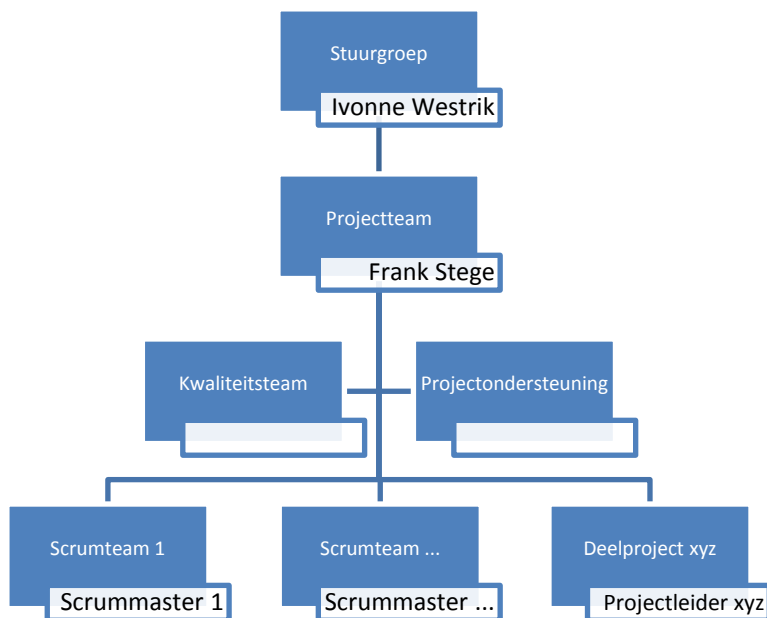 Stuurgroep
Ivonne Westrik
Projectteam
Frank Stege
Kwaliteitsteam
Projectondersteuning
Scrumteam 1
Scrummaster 1
Scrumteam ...
Scrummaster ...
Deelproject xyz
Projectleider xyz